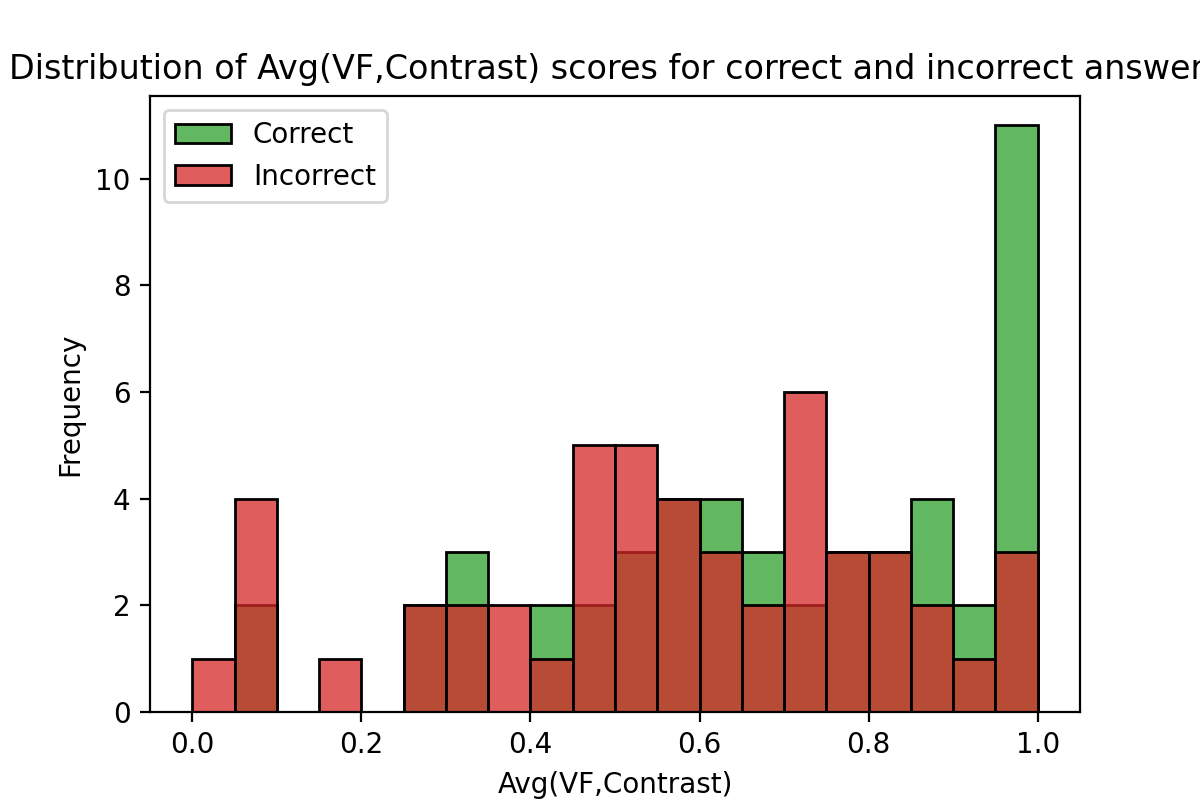 Distribution of Avg(VF,Contrast) scores for correct and incorrect answer
Correct
Incorrect
10
8
6
4
2
0
Frequency
0.0 0.2 0.4 0.6 0.8 1.0
Avg(VF,Contrast)